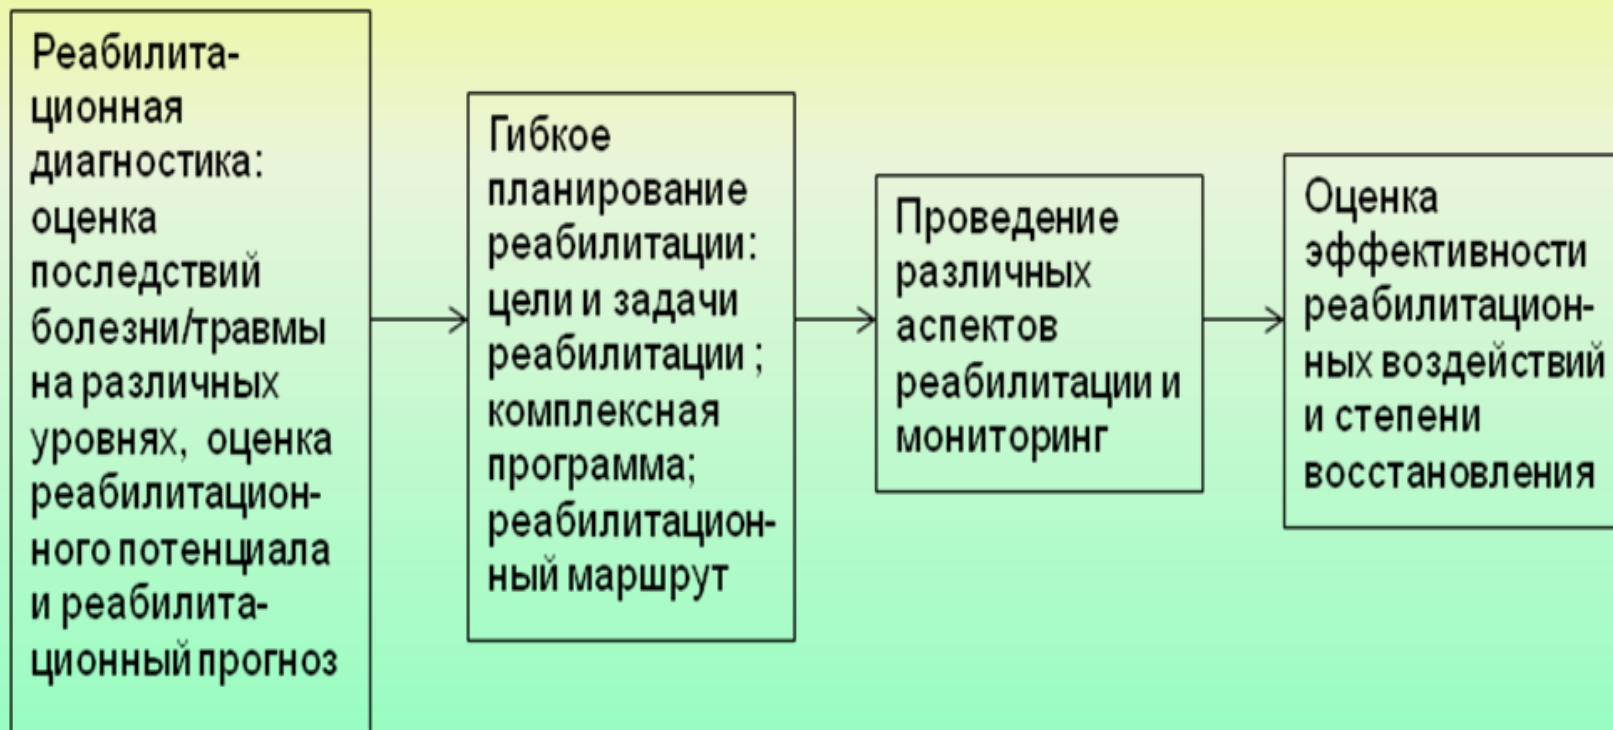 Реабилита-
ционная
диагностика:
оценка
последствий
болезни/травмы
на различных
уровнях, оценка
реабилитацион-
ного потенциала
и реабилита-
ционный прогноз
Гибкое
планирование
реабилитации:
цели и задачи
реабилитации ;
комплексная
программа;
реабилитацион-
ный маршрут
Проведение
различных
аспектов
реабилитации и
мониторинг
Оценка
эффективности
реабилитацион-
ных воздействий
и степени
восстановления